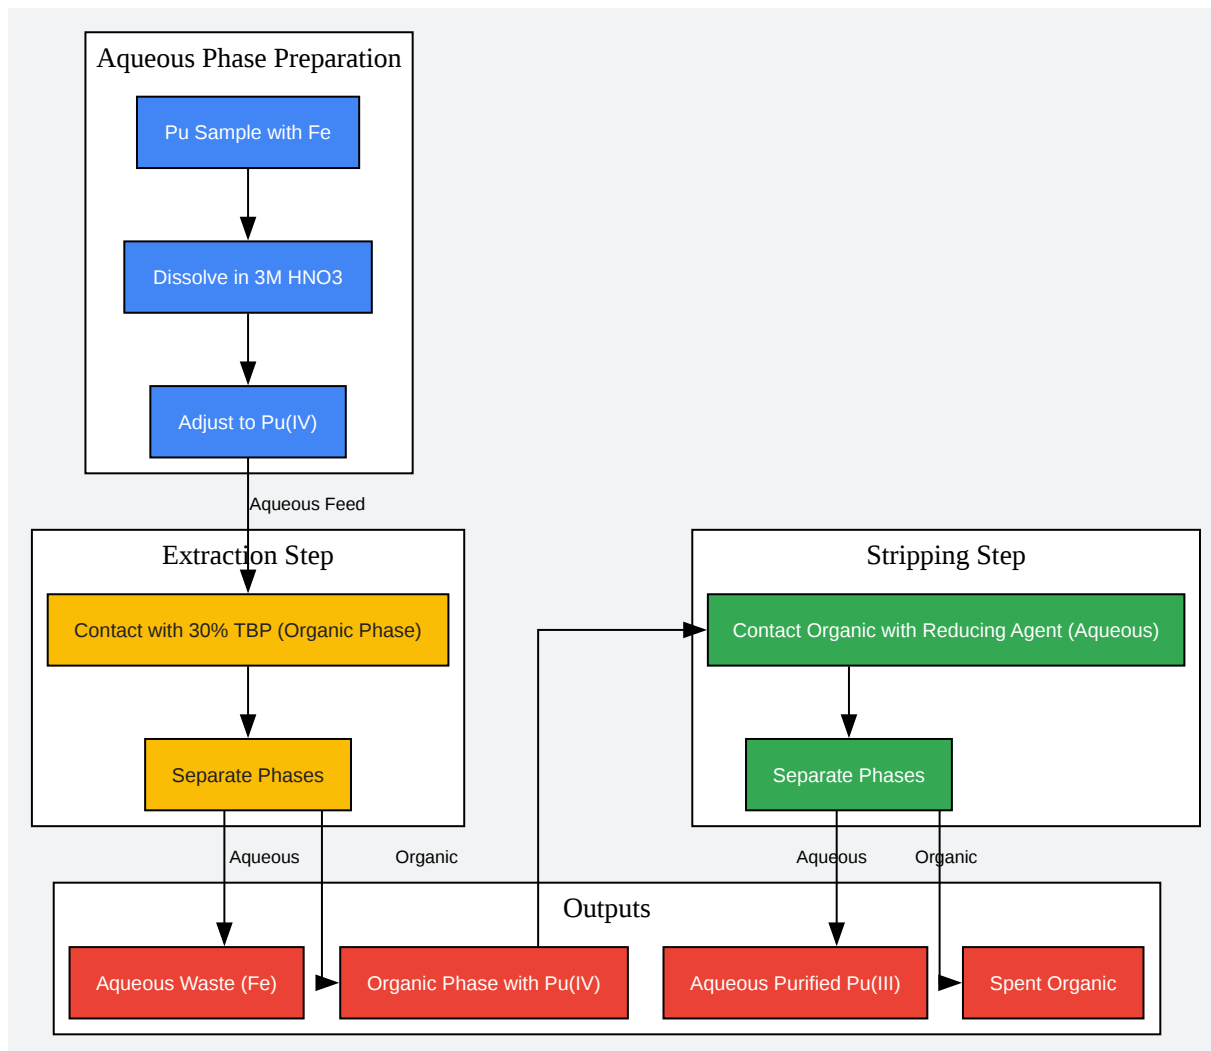 Aqueous Phase Preparation
Pu Sample with Fe
Dissolve in 3M HNO3
Adjust to Pu(IV)
Aqueous Feed
Extraction Step
Contact with 30% TBP (Organic Phase)
Separate Phases
Aqueous
Organic
Stripping Step
Contact Organic with Reducing Agent (Aqueous)
Separate Phases
Aqueous
Organic
Outputs
Aqueous Waste (Fe)
Organic Phase with Pu(IV)
Aqueous Purified Pu(III)
Spent Organic